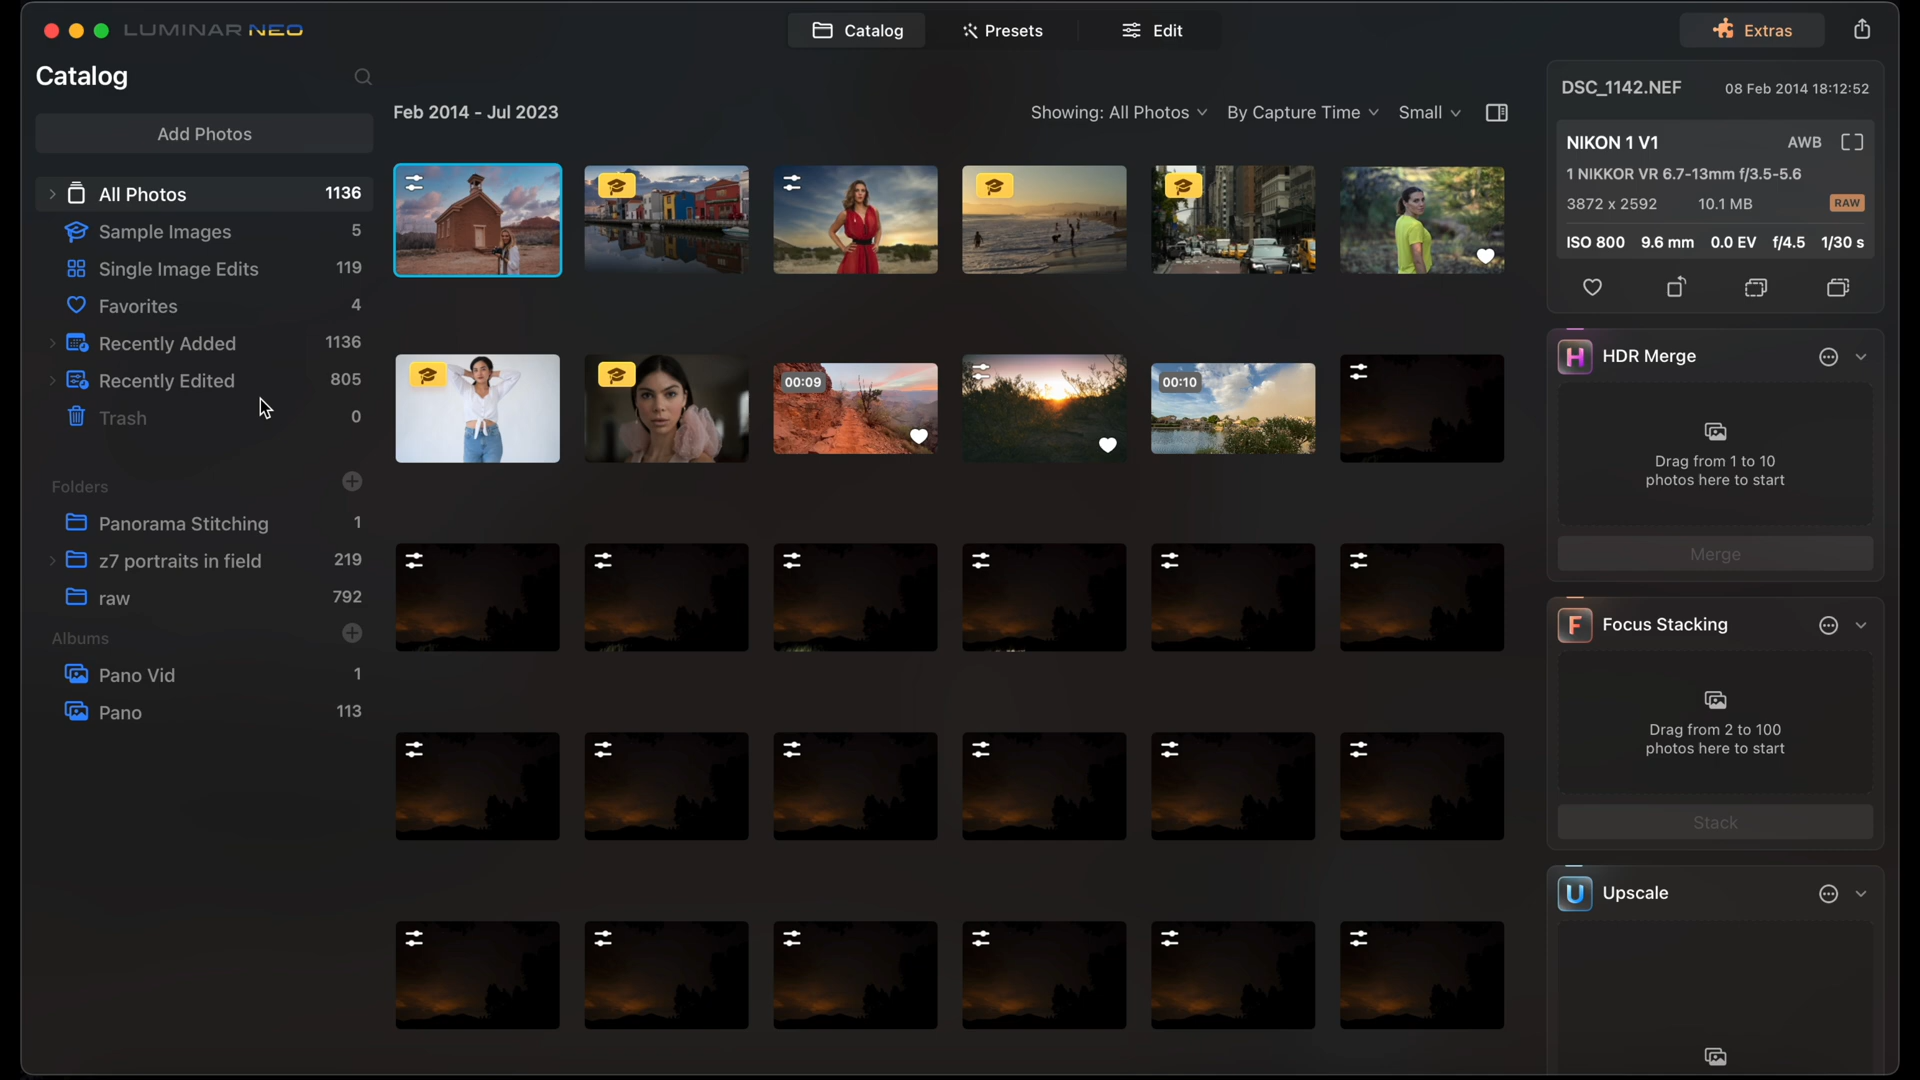 LUMINAR NEO
Catalog
Presets
Edit
Extras
Catalog
Add Photos
All Photos 1136
Sample Images 5
Single Image Edits 119
Favorites 4
Recently Added 1136
Recently Edited 805
Trash 0
Folders
Panorama Stitching 1
z7 portraits in field 219
raw 792
Albums
Pano Vid 1
Pano 113
Feb 2014 - Jul 2023
Showing: All Photos
By Capture Time
Small
00:09
00:10
DSC_1142.NEF 08 Feb 2014 18:12:52
NIKON 1 V1 AWB
1 NIKKOR VR 6.7-13mm f/3.5-5.6
3872 x 2592 10.1 MB RAW
ISO 800 9.6 mm 0.0 EV f/4.5 1/30 s
H HDR Merge
Drag from 1 to 10
photos here to start
Merge
F Focus Stacking
Drag from 2 to 100
photos here to start
Stack
U Upscale